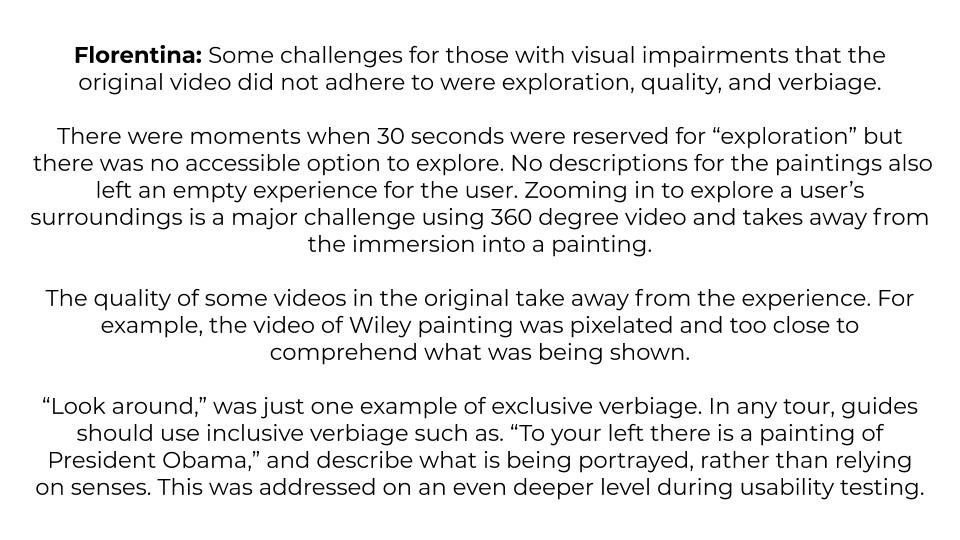 Florentina: Some challenges for those with visual impairments that the
original video did not adhere to were exploration, quality, and verbiage.
There were moments when 30 seconds were reserved for “exploration” but
there was no accessible option to explore. No descriptions for the paintings also
left an empty experience for the user. Zooming in to explore a user’s
surroundings is a major challenge using 360 degree video and takes away from
the immersion into a painting.
The quality of some videos in the original take away from the experience. For
example, the video of Wiley painting was pixelated and too close to
comprehend what was being shown.
“Look around,” was just one example of exclusive verbiage. In any tour, guides
should use inclusive verbiage such as. “To your left there is a painting of
President Obama,” and describe what is being portrayed, rather than relying
on senses. This was addressed on an even deeper level during usability testing.